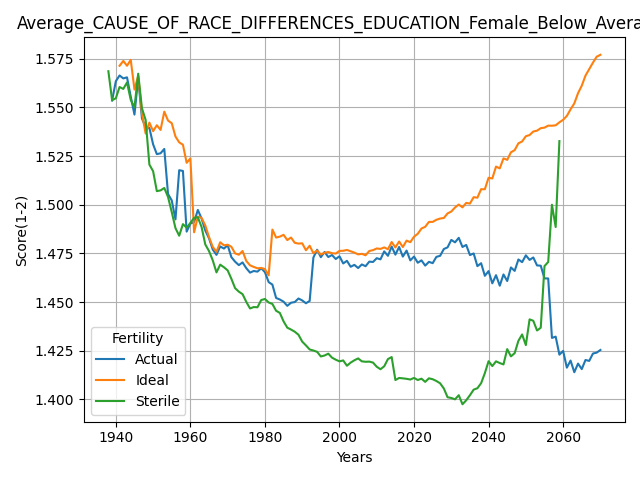 Average_CAUSE_OF_RACE_DIFFERENCES_EDUCATION_Female_Below_Avera
Score(1-2)
1.575
1.550
1.525
1.500
1.475
1.450
1.425
1.400
Fertility
Actual
Ideal
Sterile
1940 1960 1980 2000 2020 2040 2060
Years